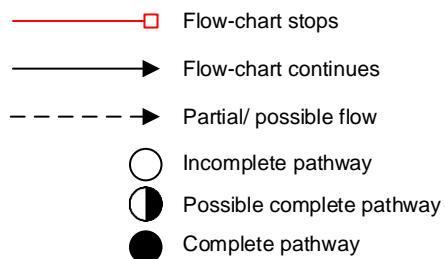 Flow-chart stops
Flow-chart continues
Partial/ possible flow
Incomplete pathway
Possible complete pathway
Complete pathway